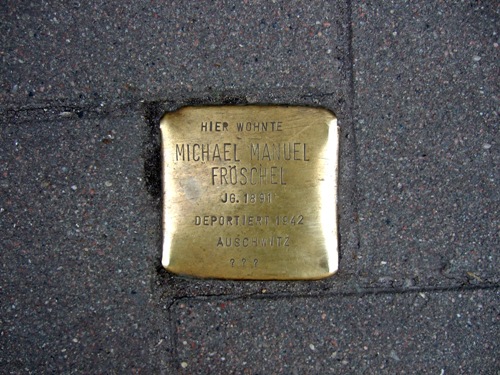 HIER WOHNTE
MICHAEL MANUEL
FRÖSCHEL
JG. 1891
DEPORTIERT 1942
AUSCHWITZ
? ? ?